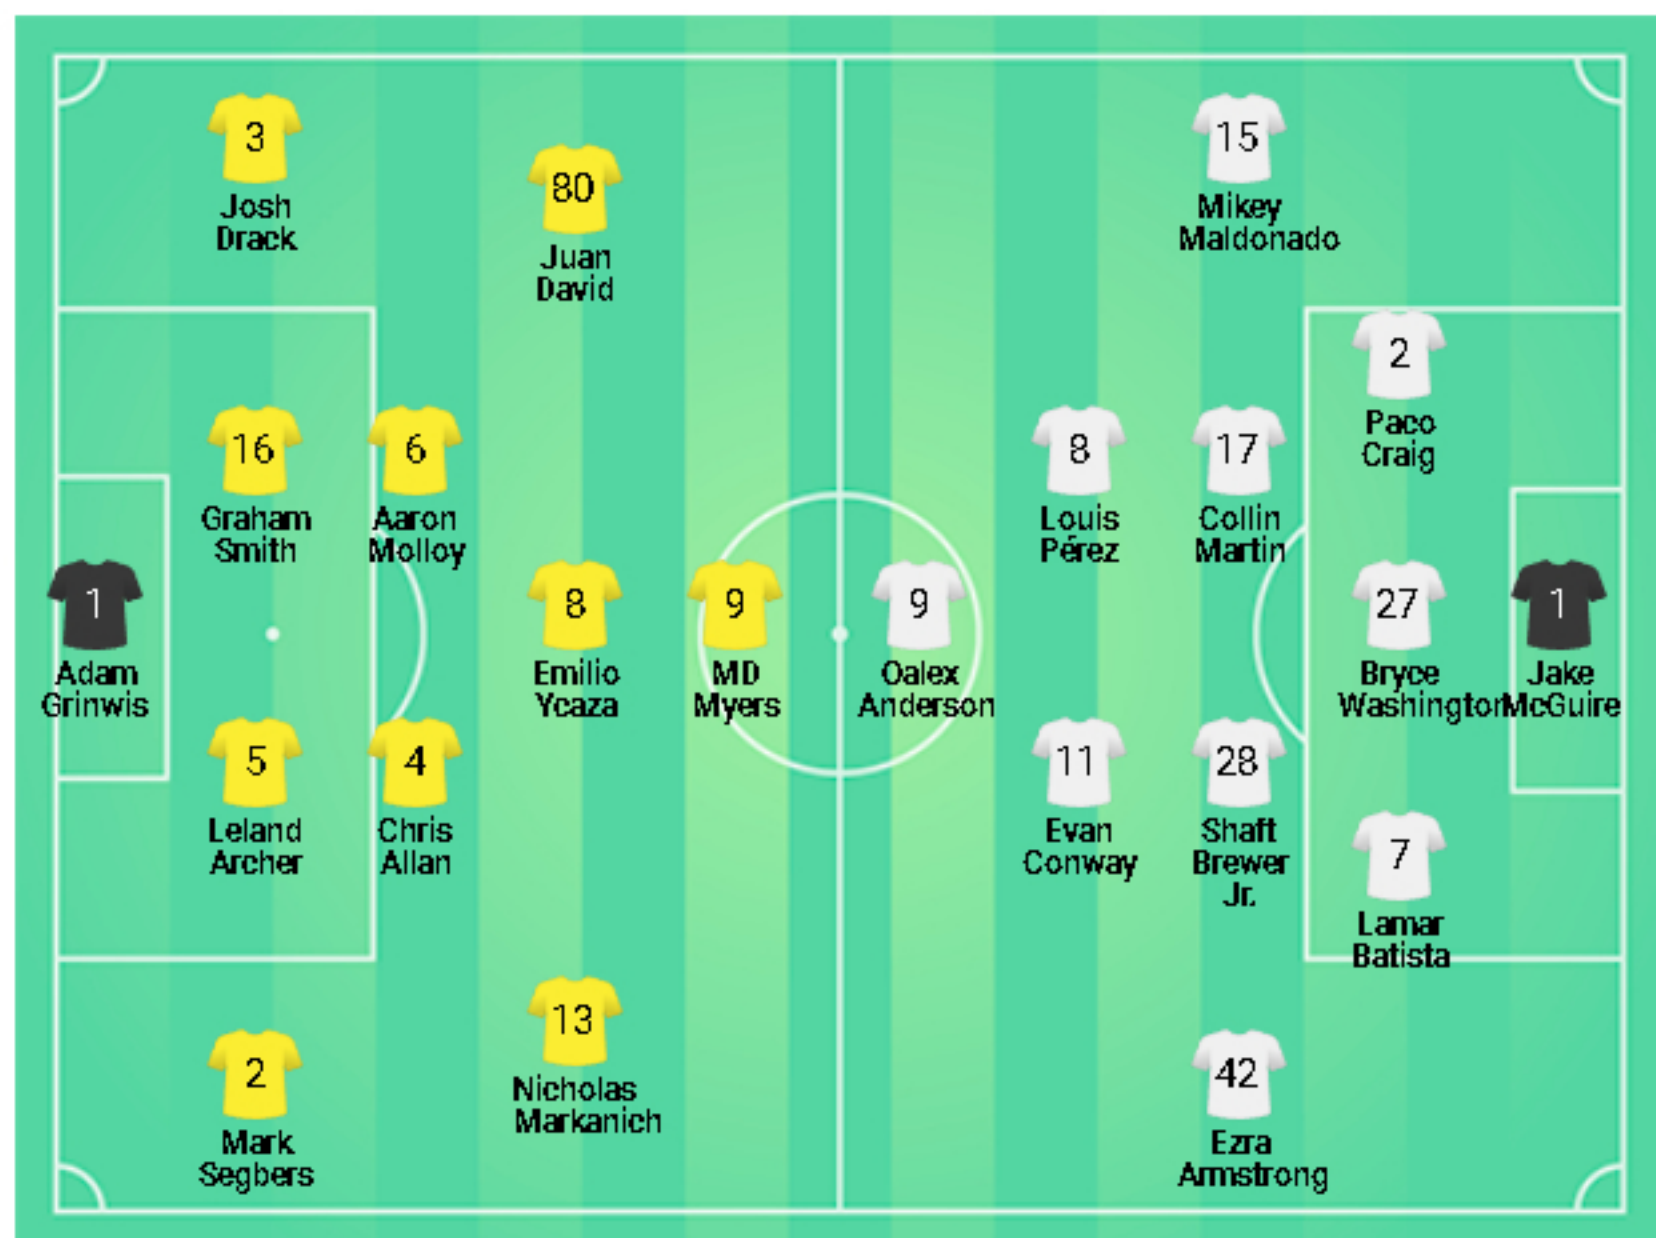 3
Josh
Drack
80
Juan
David
16
Graham
Smith
6
Aaron
Molloy
1
Adam
Grinwis
8
Emilio
Ycaza
9
MD
Myers
5
Leland
Archer
4
Chris
Allan
2
Mark
Segbers
13
Nicholas
Markanich
15
Mikey
Maldonado
2
Paco
Craig
8
Louis
Pérez
17
Collin
Martin
9
Oalex
Anderson
27
Bryce
Washington
1
Jake
McGuire
11
Evan
Conway
28
Shaft
Brewer
Jr.
7
Lamar
Batista
42
Ezra
Armstrong